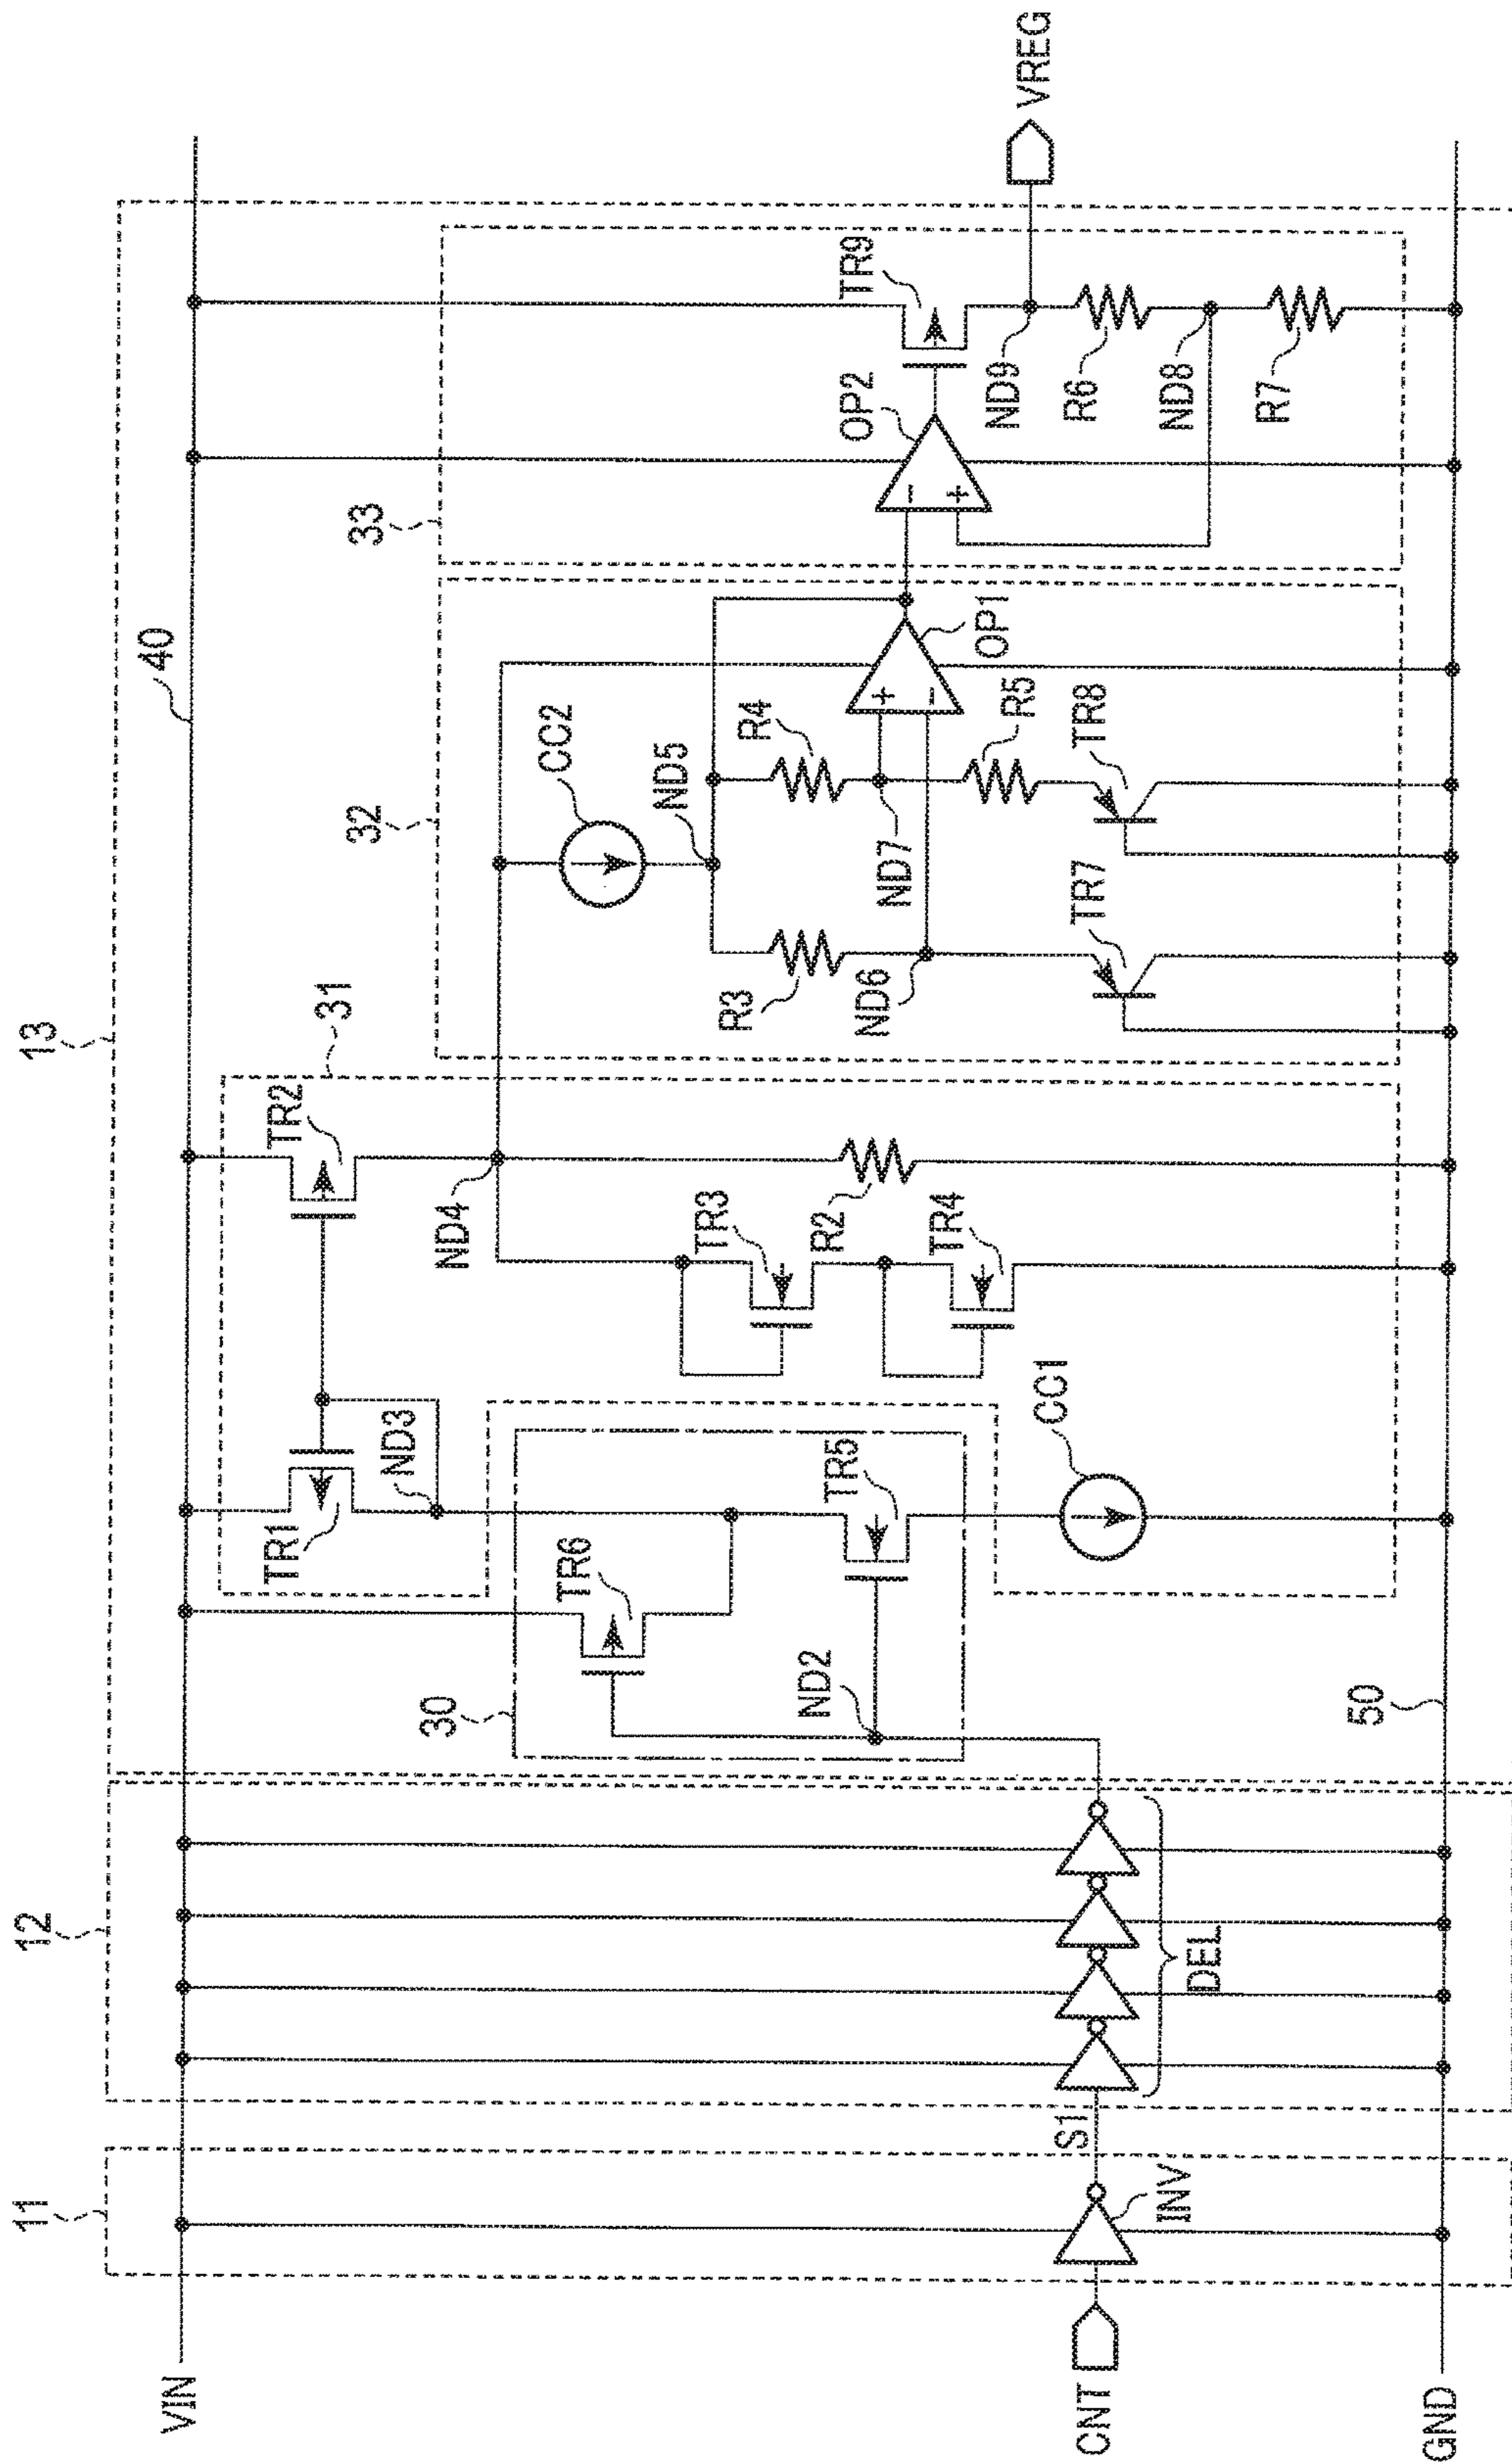 11
12
13
VIN
40
31
TR1
TR2
ND3
ND4
30
TR6
TR5
ND2
CC1
TR3
R2
TR4
32
CC2
ND5
R3
R4
ND6
ND7
R5
OP1
TR7
TR8
33
OP2
TR9
ND9
R6
ND8
R7
VREG
CNT
INV
S1
DEL
GND
50